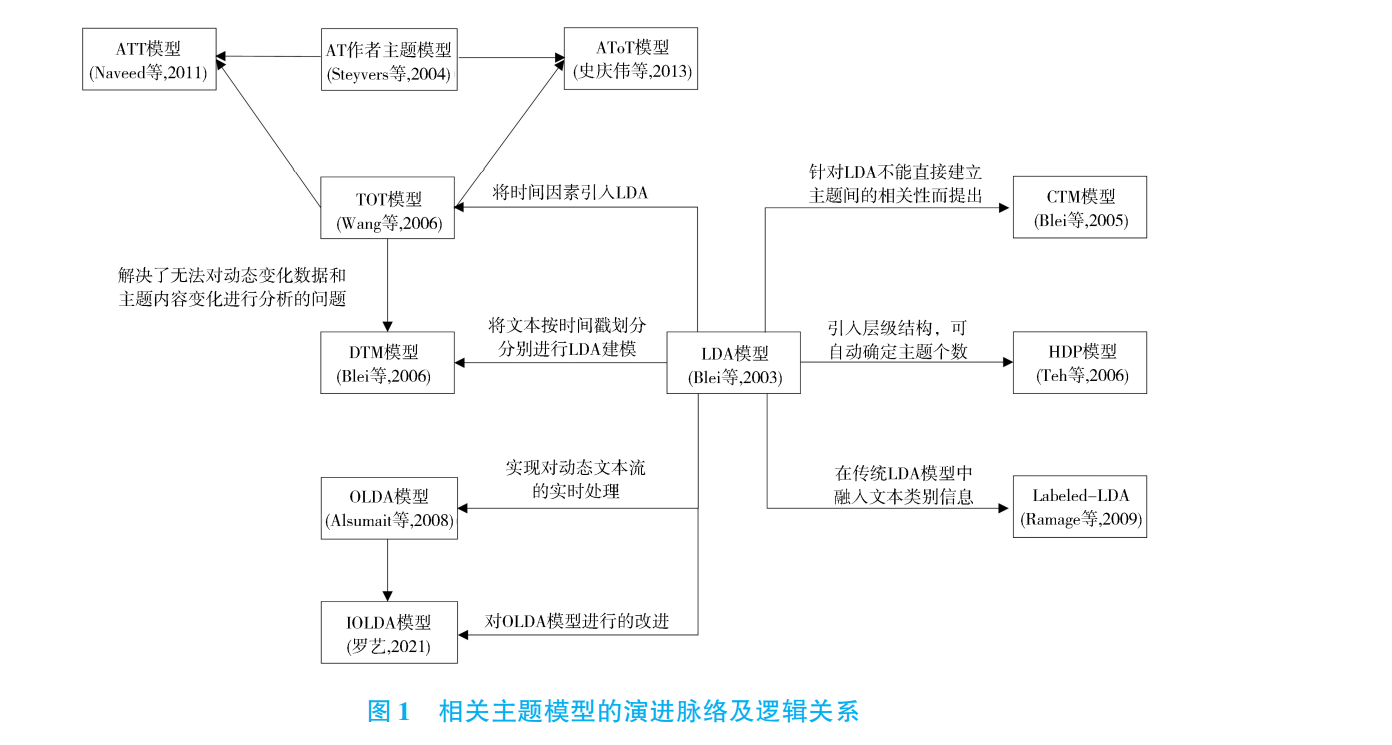 ATT模型
(Naveed等,2011)
AT作者主题模型
(Steyvers等,2004)
AToT模型
(史庆伟等,2013)
TOT模型
(Wang等,2006)
将时间因素引入LDA
针对LDA不能直接建立
主题间的相关性而提出
CTM模型
(Blei等,2005)
解决了无法对动态变化数据和
主题内容变化进行分析的问题
DTM模型
(Blei等,2006)
将文本按时间戳划分
分别进行LDA建模
LDA模型
(Blei等,2003)
引入层级结构，可
自动确定主题个数
HDP模型
(Teh等,2006)
OLDA模型
(Alsumait等,2008)
实现对动态文本流
的实时处理
在传统LDA模型中
融入文本类别信息
Labeled-LDA
(Ramage等,2009)
IOLDA模型
(罗艺,2021)
对OLDA模型进行的改进
图 1 相关主题模型的演进脉络及逻辑关系